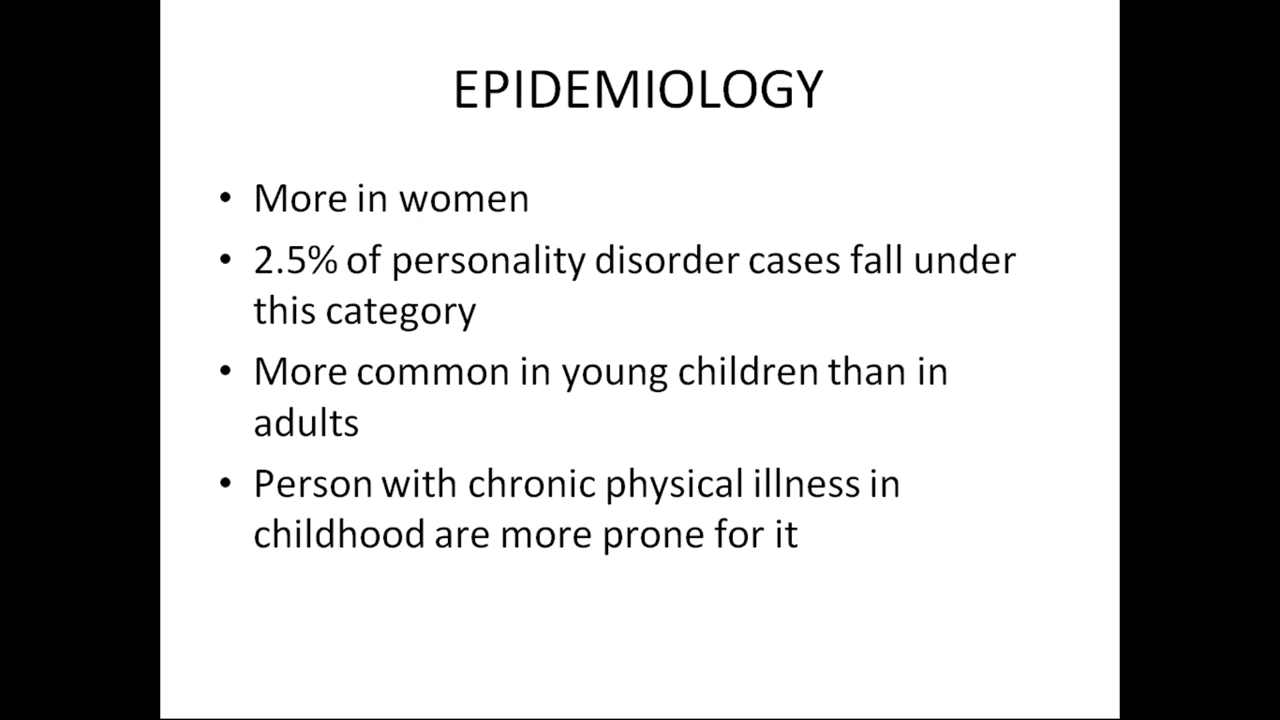 EPIDEMIOLOGY
• More in women
• 2.5% of personality disorder cases fall under
this category
• More common in young children than in
adults
• Person with chronic physical illness in
childhood are more prone for it